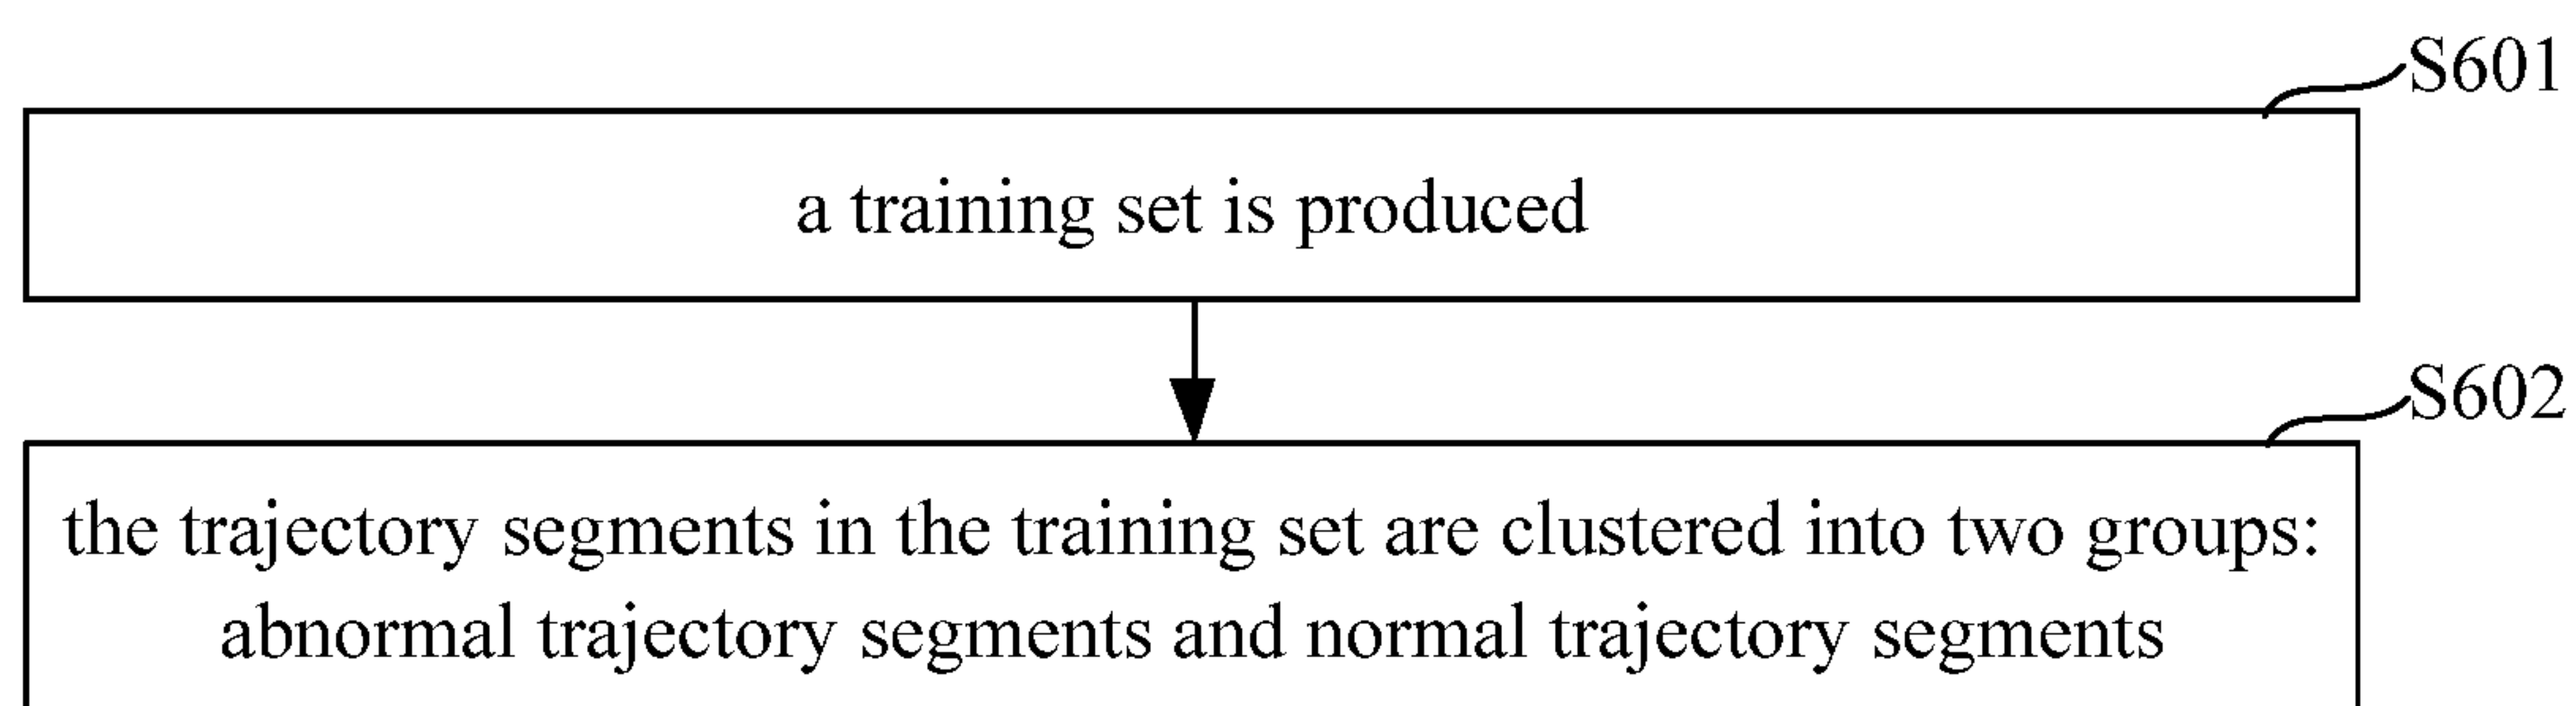 S601
a training set is produced
S602
the trajectory segments in the training set are clustered into two groups:
abnormal trajectory segments and normal trajectory segments